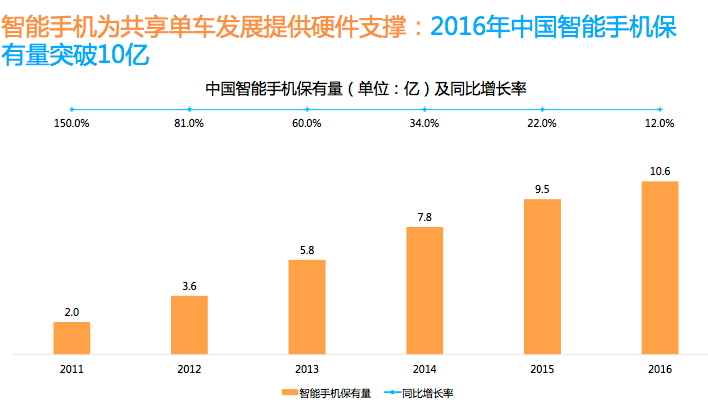 智能手机为共享单车发展提供硬件支撑：2016年中国智能手机保
有量突破10亿
中国智能手机保有量（单位：亿）及同比增长率
150.0% 81.0% 60.0% 34.0% 22.0% 12.0%
10.6
9.5
7.8
5.8
3.6
2.0
2011 2012 2013 2014 2015 2016
智能手机保有量 同比增长率